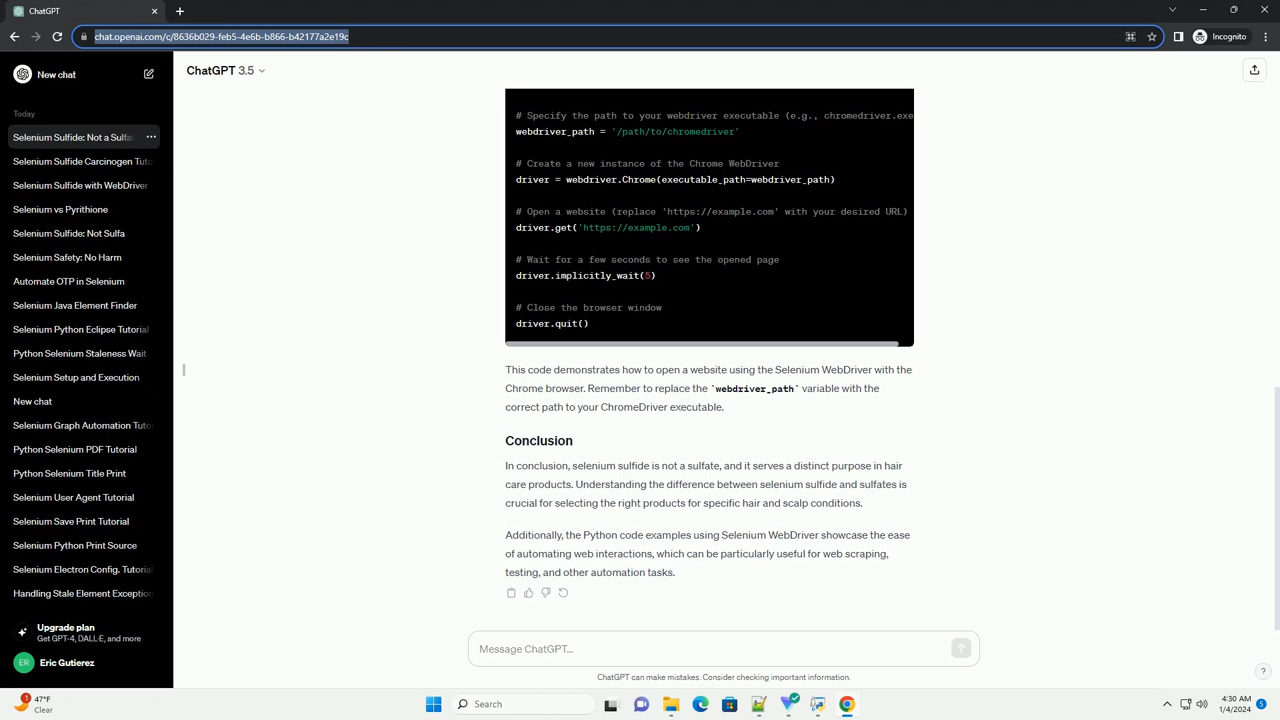 ChatGPT
chat.openai.com/c/8636b029-feb5-4e6b-b866-b42177a2e19c
Incognito
New chat
ChatGPT 3.5
Today
Selenium Sulfide: Not a Sulfat
Selenium Sulfide Carcinogen Tuto
Selenium Sulfide with WebDriver
Selenium vs Pyrithione
Selenium Sulfide: Not Sulfa
Selenium Safety: No Harm
Automate OTP in Selenium
Selenium Java Element Finder
Selenium Python Eclipse Tutorial
Python Selenium Staleness Wait
Selenium Setup and Execution
New chat
Selenium Graph Automation Tuto
Python Selenium PDF Tutorial
Python Selenium Title Print
Selenium User Agent Tutorial
Selenium Save Print Tutorial
Selenium Python Print Source
Selenium Electron Config. Tutorial
Handling Stale Element Exception
Upgrade plan
Get GPT-4, DALL·E, and more
ER
Eric Gutierez
# Specify the path to your webdriver executable (e.g., chromedriver.exe
webdriver_path = '/path/to/chromedriver'
# Create a new instance of the Chrome WebDriver
driver = webdriver.Chrome(executable_path=webdriver_path)
# Open a website (replace 'https://example.com' with your desired URL)
driver.get('https://example.com')
# Wait for a few seconds to see the opened page
driver.implicitly_wait(5)
# Close the browser window
driver.quit()
This code demonstrates how to open a website using the Selenium WebDriver with the
Chrome browser. Remember to replace the `webdriver_path` variable with the
correct path to your ChromeDriver executable.
Conclusion
In conclusion, selenium sulfide is not a sulfate, and it serves a distinct purpose in hair
care products. Understanding the difference between selenium sulfide and sulfates is
crucial for selecting the right products for specific hair and scalp conditions.
Additionally, the Python code examples using Selenium WebDriver showcase the ease
of automating web interactions, which can be particularly useful for web scraping,
testing, and other automation tasks.
Message ChatGPT...
ChatGPT can make mistakes. Consider checking important information.
?
1
47°F
Clear
Search
4:30 AM
1/4/2024
5